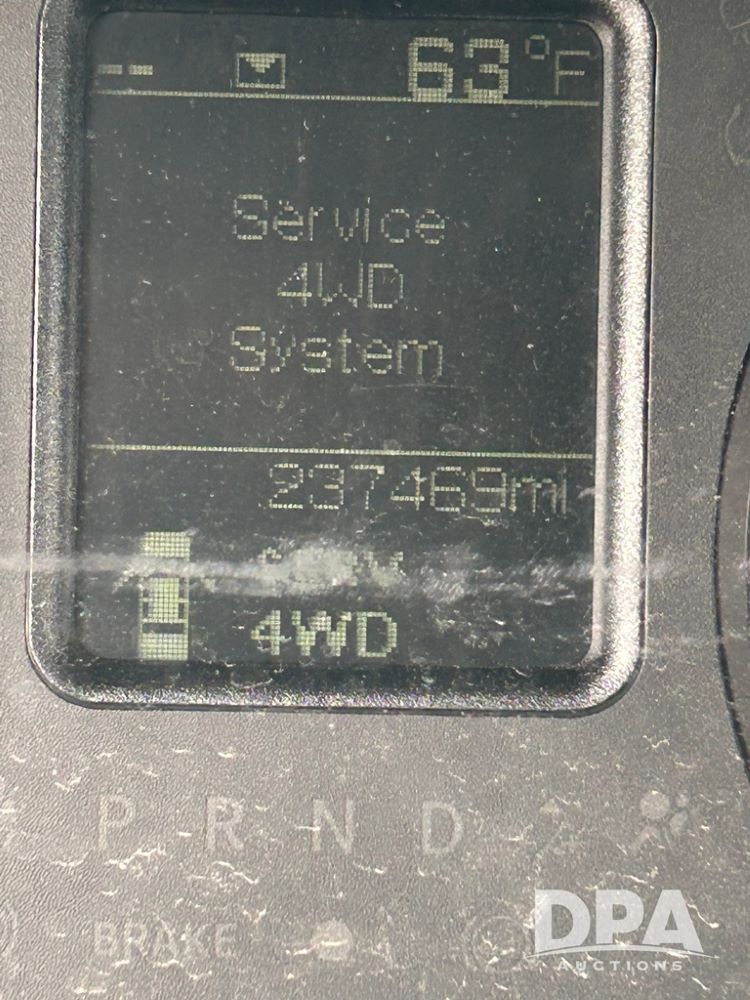 -- 63°F
Service
4WD
System
237469mi
4WD
P R N D
BRAKE
DPA
AUCTIONS